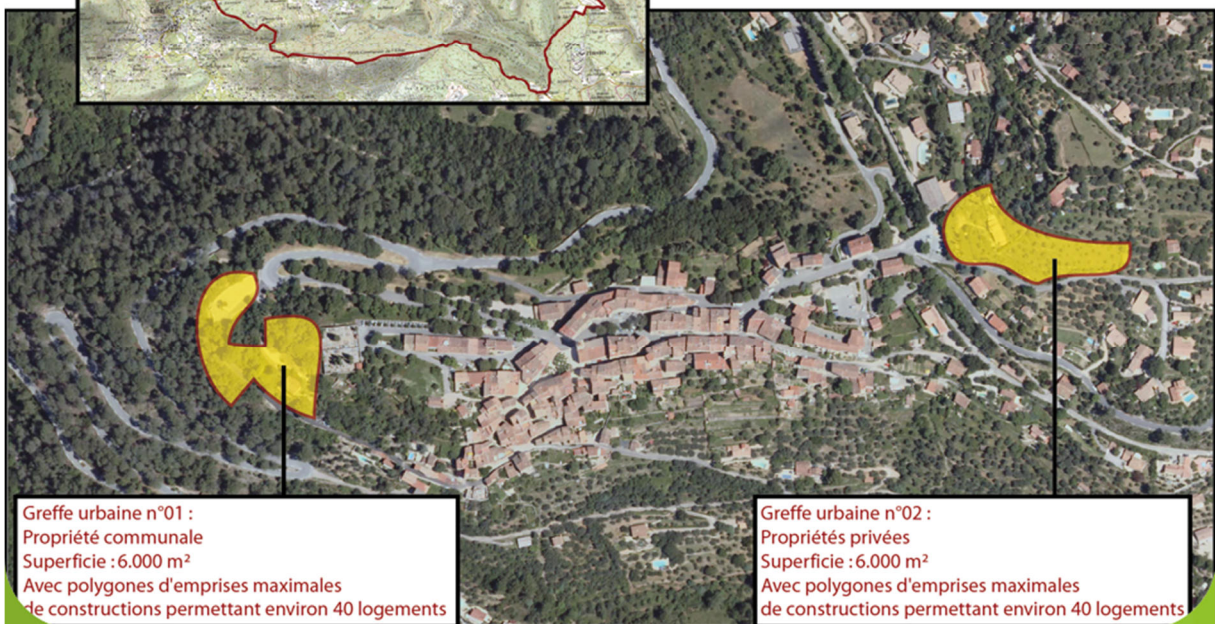 Greffe urbaine n°01 :
Propriété communale
Superficie : 6.000 m²
Avec polygones d'emprises maximales
de constructions permettant environ 40 logements
Greffe urbaine n°02 :
Propriétés privées
Superficie : 6.000 m²
Avec polygones d'emprises maximales
de constructions permettant environ 40 logements